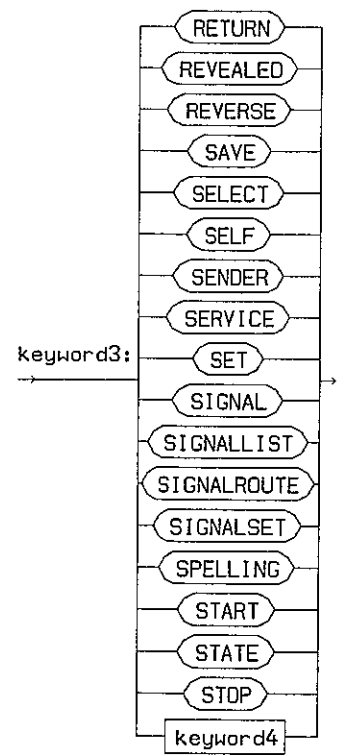 RETURN
REVEALED
REVERSE
SAVE
SELECT
SELF
SENDER
SERVICE
keyword3:
SET
SIGNAL
SIGNALLIST
SIGNALROUTE
SIGNALSET
SPELLING
START
STATE
STOP
keyword4